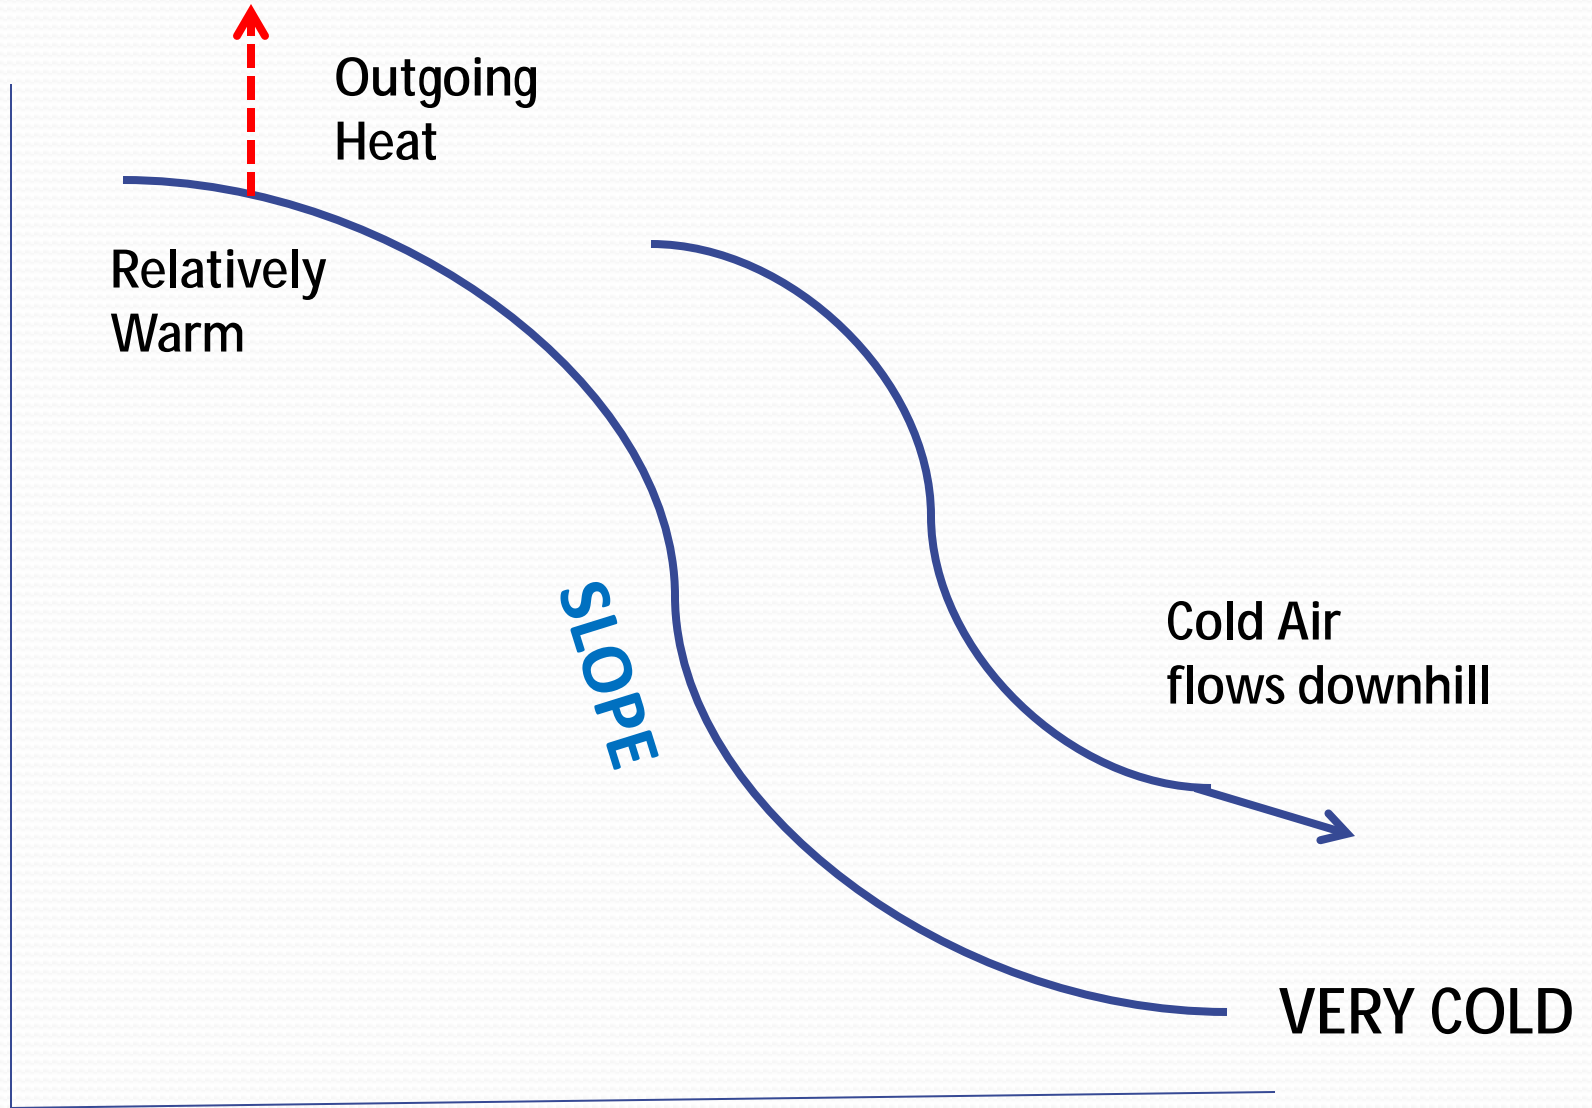 Outgoing
Heat
Relatively
Warm
SLOPE
Cold Air
flows downhill
VERY COLD